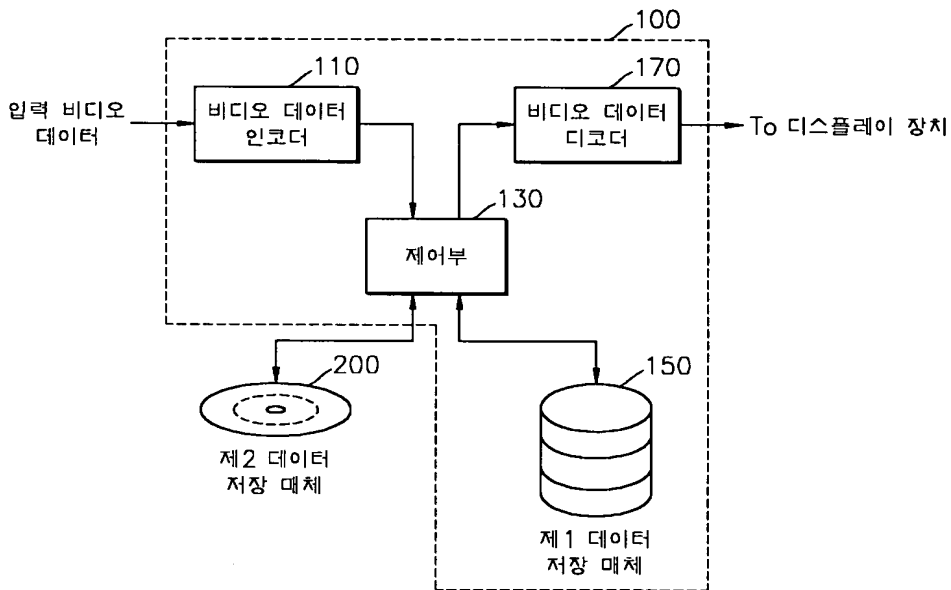 100
110
170
입력 비디오
데이터
비디오 데이터
인코더
비디오 데이터
디코더
To 디스플레이 장치
130
제어부
200
150
제2 데이터
저장 매체
제1 데이터
저장 매체